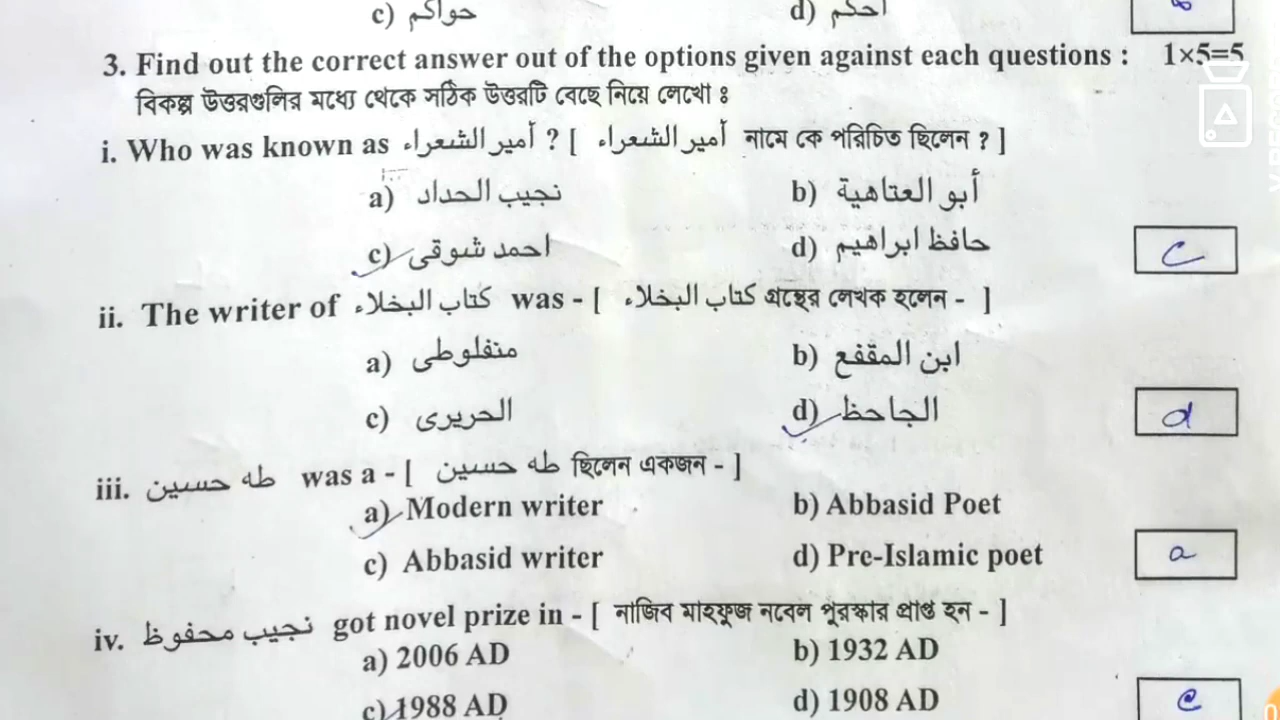 c) حواكم d) احكم
3. Find out the correct answer out of the options given against each questions : 1×5=5
বিকল্প উত্তরগুলির মধ্যে থেকে সঠিক উত্তরটি বেছে নিয়ে লেখো ঃ
i. Who was known as أمير الشعراء ? [ أمير الشعراء নামে কে পরিচিত ছিলেন ? ]
a) نجيب الحداد b) أبو العتاهية
c) احمد شوقى d) حافظ ابراهيم c
ii. The writer of كتاب البخلاء was - [ كتاب البخلاء গ্রন্থের লেখক হলেন - ]
a) منفلوطى b) ابن المقفع
c) الحريرى d) الجاحظ d
iii. طه حسين was a - [ طه حسين ছিলেন একজন - ]
a) Modern writer b) Abbasid Poet
c) Abbasid writer d) Pre-Islamic poet a
iv. نجيب محفوظ got novel prize in - [ নাজিব মাহফুজ নবেল পূরস্কার প্রাপ্ত হন - ]
a) 2006 AD b) 1932 AD
c) 1988 AD d) 1908 AD c